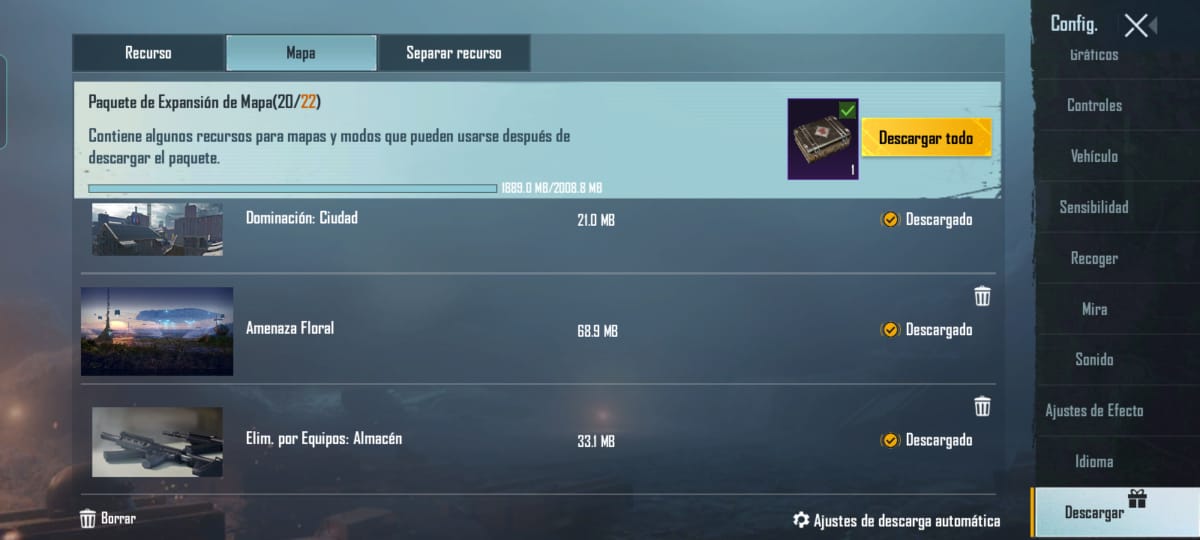 Config.
Recurso
Mapa
Separar recurso
Paquete de Expansión de Mapa(20/22)
Contiene algunos recursos para mapas y modos que pueden usarse después de
descargar el paquete.
1
Descargar todo
1889.0 MB/2008.8 MB
Dominación: Ciudad
21.0 MB
Descargado
Amenaza Floral
68.9 MB
Descargado
Elim. por Equipos: Almacén
33.1 MB
Descargado
Borrar
Ajustes de descarga automática
Gráficos
Controles
Vehículo
Sensibilidad
Recoger
Mira
Sonido
Ajustes de Efecto
Idioma
Descargar